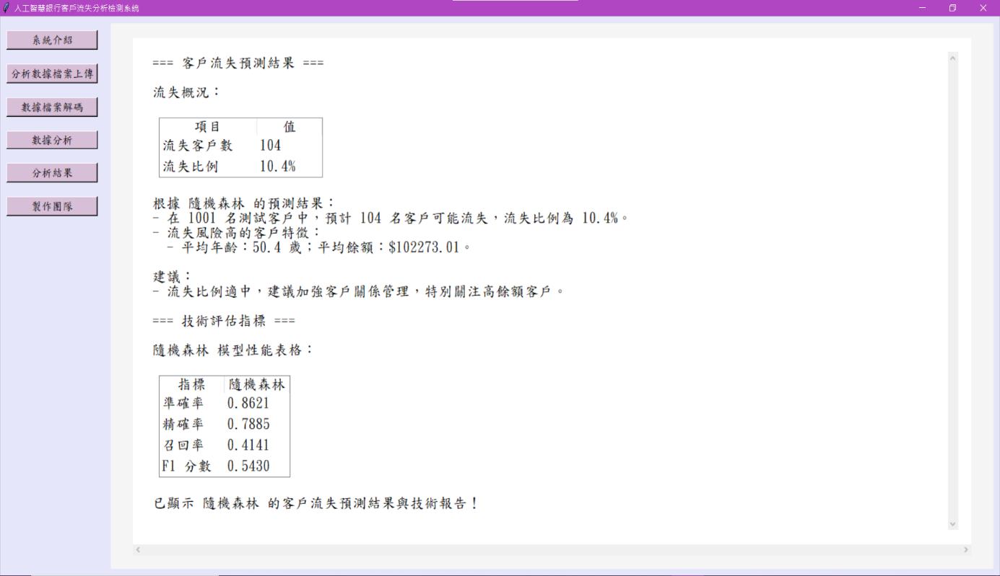 人工智慧銀行客戶流失分析檢測系統
系統介紹
分析數據檔案上傳
數據檔案解碼
數據分析
分析結果
製作團隊
=== 客戶流失預測結果 ===
流失概況：
項目 值
流失客戶數 104
流失比例 10.4%
根據 隨機森林 的預測結果：
- 在 1001 名測試客戶中，預計 104 名客戶可能流失，流失比例為 10.4%。
- 流失風險高的客戶特徵：
- 平均年齡：50.4 歲；平均餘額：$102273.01。
建議：
- 流失比例適中，建議加強客戶關係管理，特別關注高餘額客戶。
=== 技術評估指標 ===
隨機森林 模型性能表格：
指標 隨機森林
準確率 0.8621
精確率 0.7885
召回率 0.4141
F1 分數 0.5430
已顯示 隨機森林 的客戶流失預測結果與技術報告！